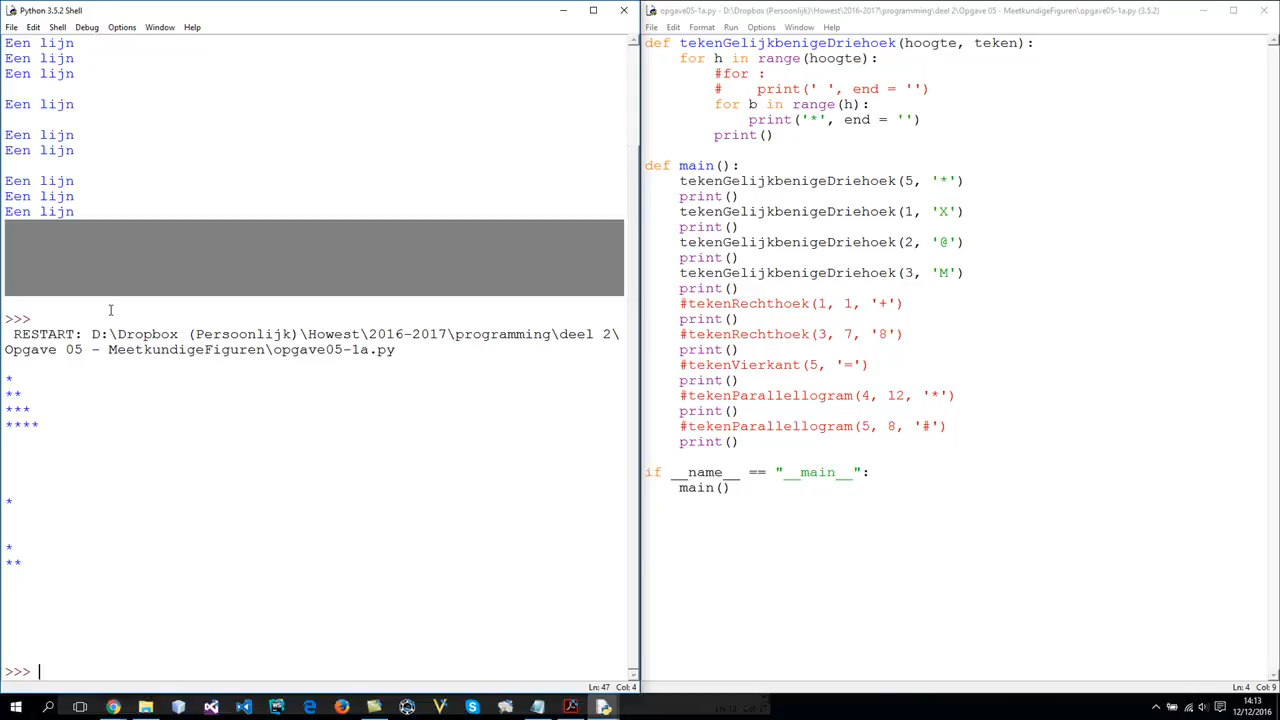 Python 3.5.2 Shell
File Edit Shell Debug Options Window Help
Een lijn
Een lijn
Een lijn
Een lijn
Een lijn
Een lijn
Een lijn
Een lijn
Een lijn
>>>
RESTART: D:\Dropbox (Persoonlijk)\Howest\2016-2017\programming\deel 2\
Opgave 05 - MeetkundigeFiguren\opgave05-1a.py
*
**
***
****
*
*
**
>>>
Ln: 47 Col: 4
opgave05-1a.py - D:\Dropbox (Persoonlijk)\Howest\2016-2017\programming\deel 2\Opgave 05 - MeetkundigeFiguren\opgave05-1a.py (3.5.2)
File Edit Format Run Options Window Help
def tekenGelijkbenigeDriehoek(hoogte, teken):
for h in range(hoogte):
#for :
#    print(' ', end = '')
for b in range(h):
print('*', end = '')
print()
def main():
tekenGelijkbenigeDriehoek(5, '*')
print()
tekenGelijkbenigeDriehoek(1, 'X')
print()
tekenGelijkbenigeDriehoek(2, '@')
print()
tekenGelijkbenigeDriehoek(3, 'M')
print()
#tekenRechthoek(1, 1, '+')
print()
#tekenRechthoek(3, 7, '8')
print()
#tekenVierkant(5, '=')
print()
#tekenParallellogram(4, 12, '*')
print()
#tekenParallellogram(5, 8, '#')
print()
if __name__ == "__main__":
main()
Ln: 4 Col: 9
14:13
12/12/2016